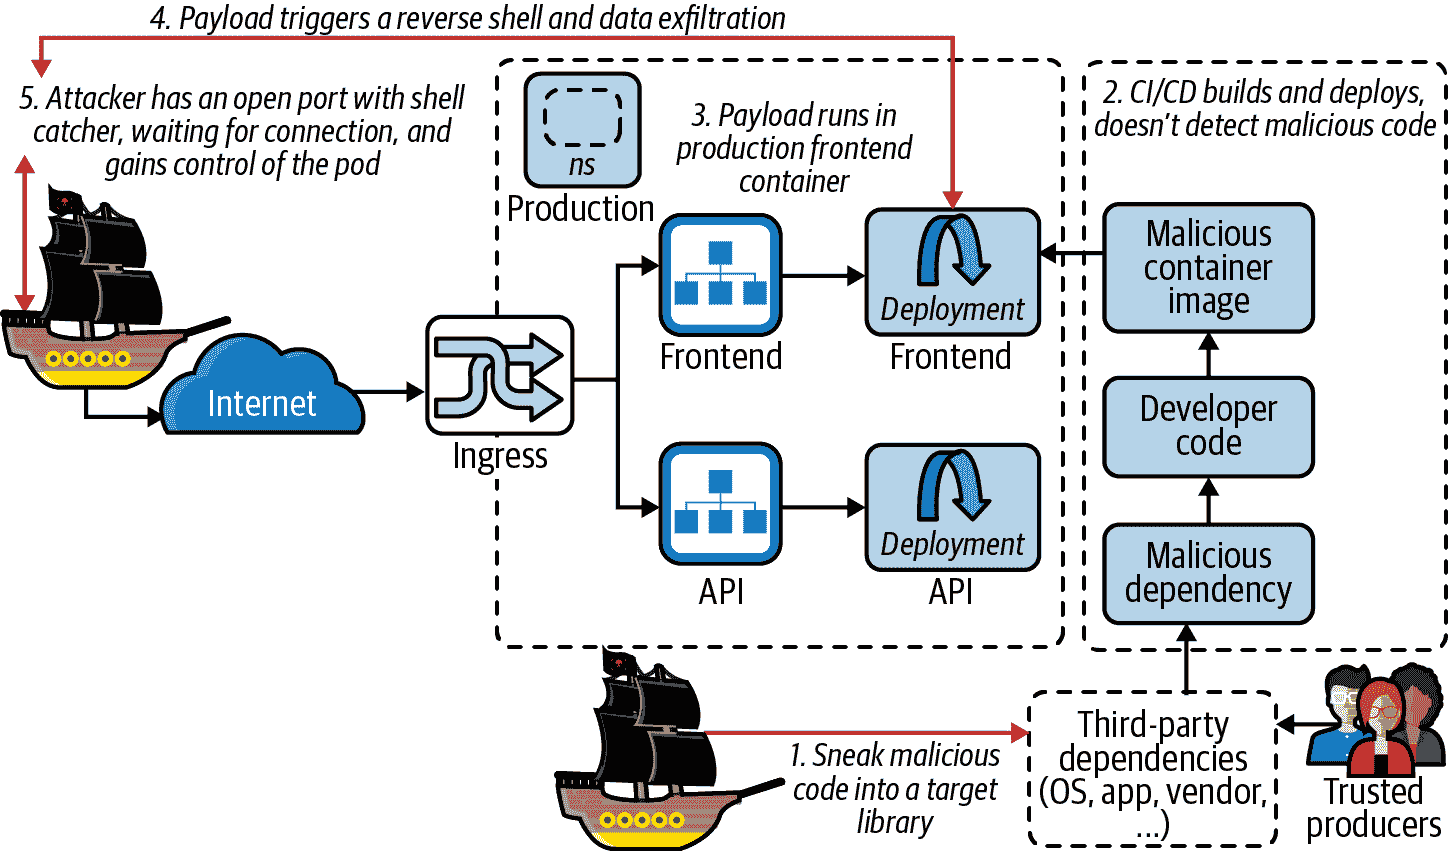 4. Payload triggers a reverse shell and data exfiltration
5. Attacker has an open port with shell
catcher, waiting for connection, and
gains control of the pod
ns
Production
3. Payload runs in
production frontend
container
2. CI/CD builds and deploys,
doesn't detect malicious code
Malicious
container
image
Deployment
Frontend
Frontend
Internet
Ingress
Developer
code
Deployment
API
API
Malicious
dependency
1. Sneak malicious
code into a target
library
Third-party
dependencies
(OS, app, vendor,
...)
Trusted
producers